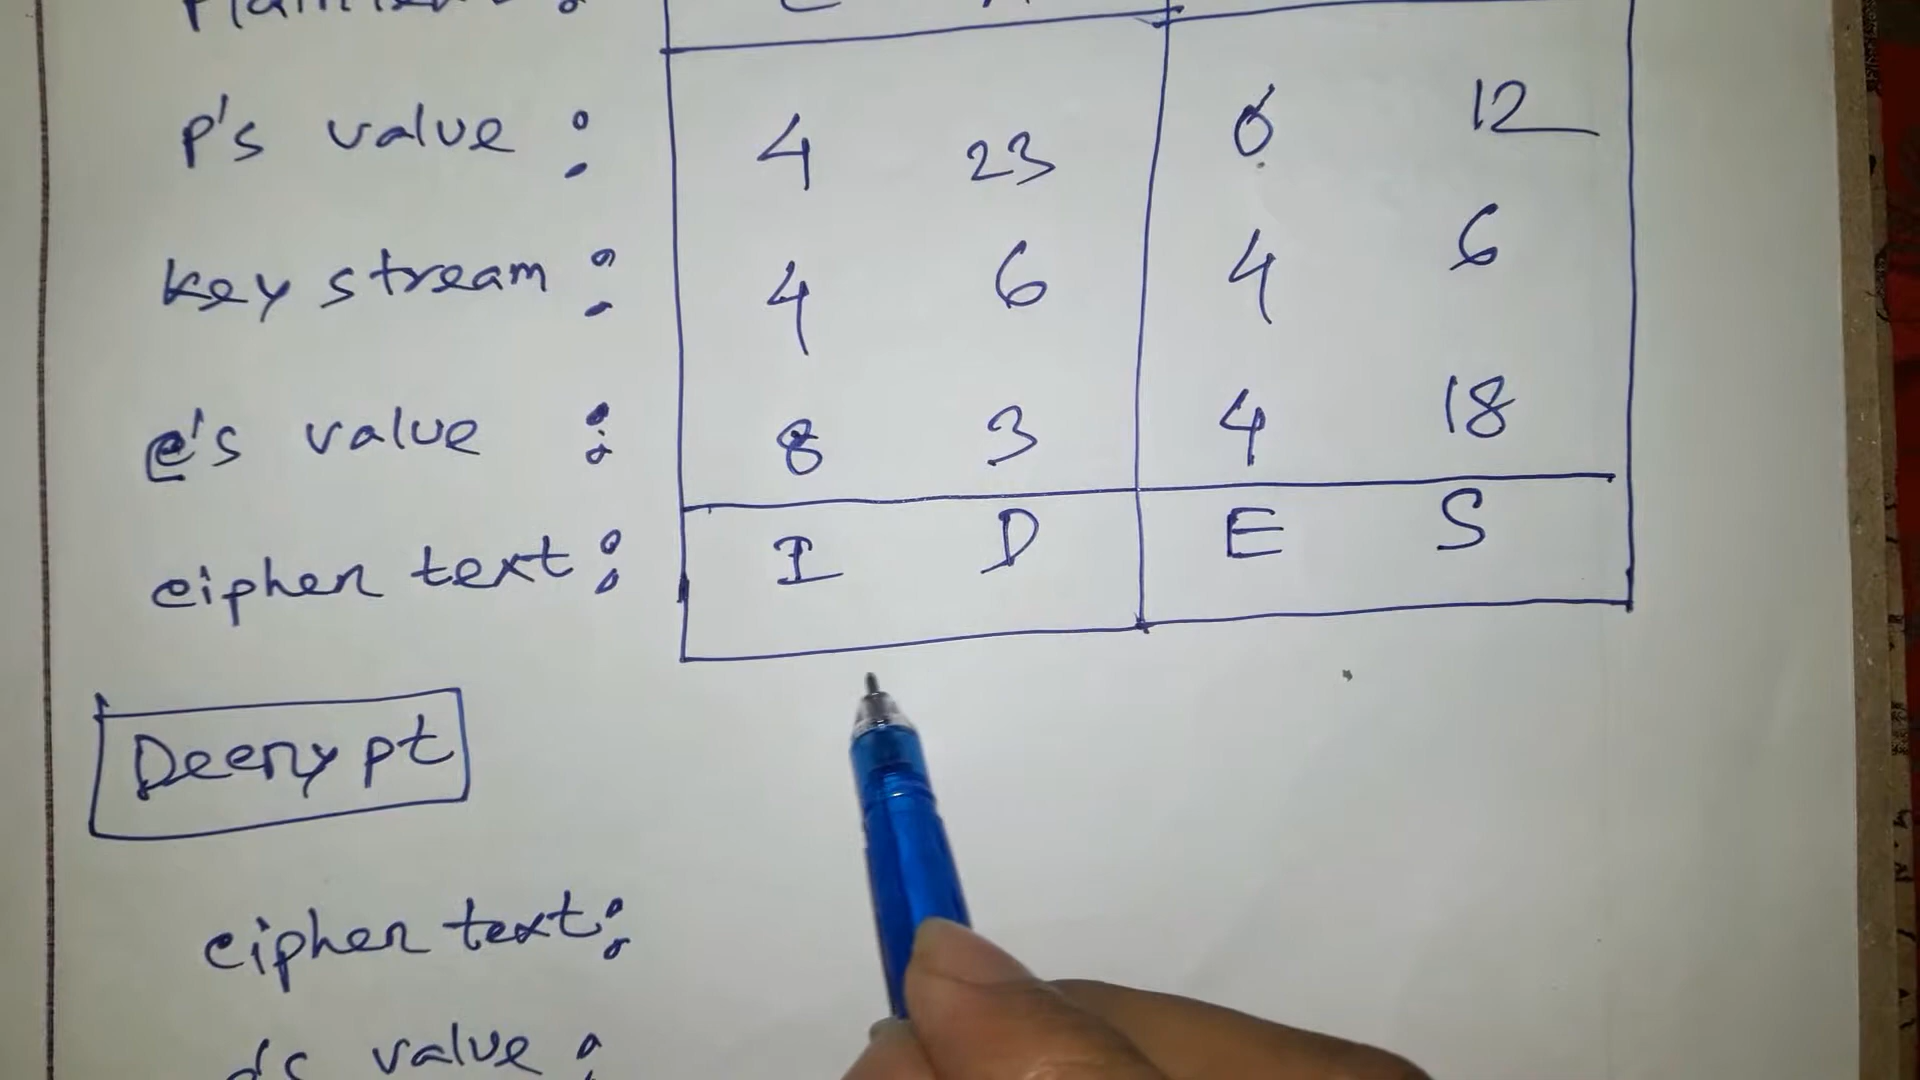 p's value : 4 23 0 12
key stream : 4 6 4 6
c's value : 8 3 4 18
cipher text : I D E S
Decrypt
cipher text :
value :